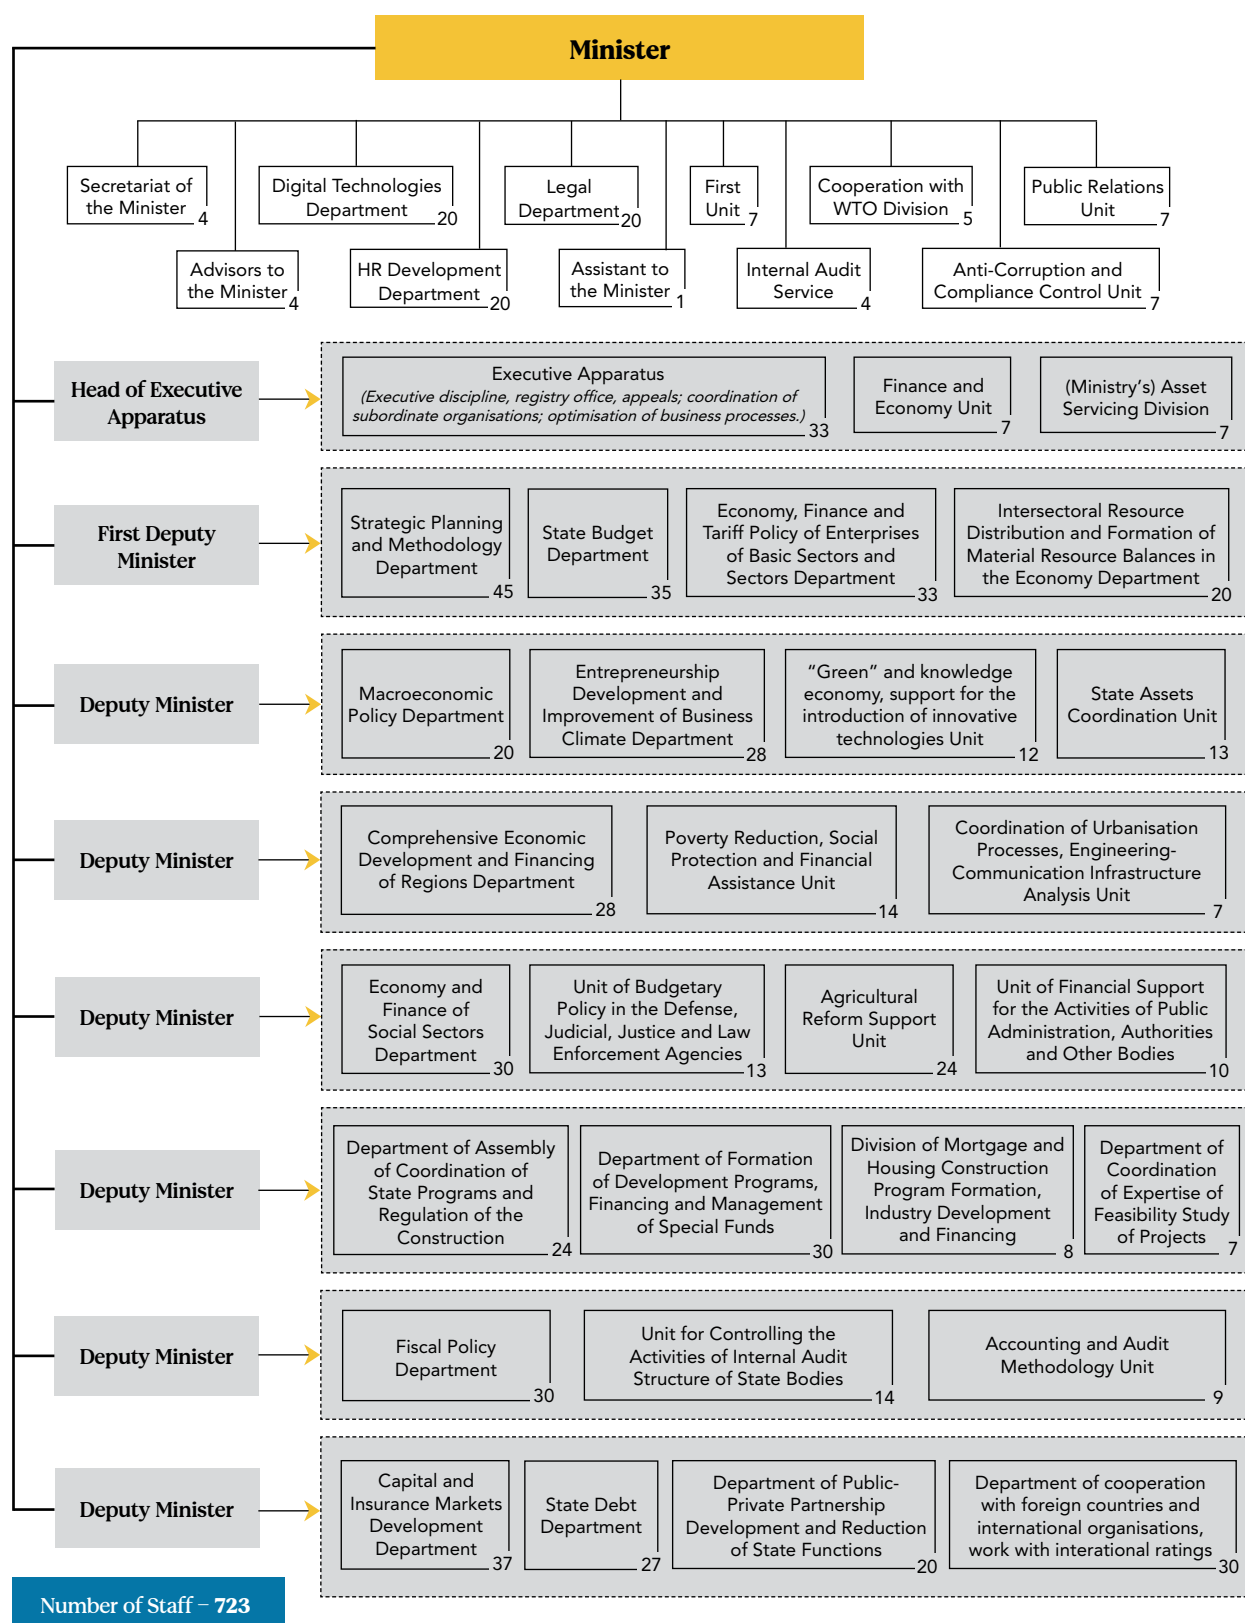 Minister
Secretariat of
the Minister
4
Digital Technologies
Department
20
Legal
Department
20
First
Unit
7
Cooperation with
WTO Division
5
Public Relations
Unit
7
Advisors to
the Minister
4
HR Development
Department
20
Assistant to
the Minister
1
Internal Audit
Service
4
Anti-Corruption and
Compliance Control Unit
7
Head of Executive
Apparatus
Executive Apparatus
(Executive discipline, registry office, appeals; coordination of
subordinate organisations; optimisation of business processes.)
33
Finance and
Economy Unit
7
(Ministry's) Asset
Servicing Division
7
First Deputy
Minister
Strategic Planning
and Methodology
Department
45
State Budget
Department
35
Economy, Finance and
Tariff Policy of Enterprises
of Basic Sectors and
Sectors Department
33
Intersectoral Resource
Distribution and Formation of
Material Resource Balances in
the Economy Department
20
Deputy Minister
Macroeconomic
Policy Department
20
Entrepreneurship
Development and
Improvement of Business
Climate Department
28
“Green” and knowledge
economy, support for the
introduction of innovative
technologies Unit
12
State Assets
Coordination Unit
13
Deputy Minister
Comprehensive Economic
Development and Financing
of Regions Department
28
Poverty Reduction, Social
Protection and Financial
Assistance Unit
14
Coordination of Urbanisation
Processes, Engineering-
Communication Infrastructure
Analysis Unit
7
Deputy Minister
Economy and
Finance of
Social Sectors
Department
30
Unit of Budgetary
Policy in the Defense,
Judicial, Justice and Law
Enforcement Agencies
13
Agricultural
Reform Support
Unit
24
Unit of Financial Support
for the Activities of Public
Administration, Authorities
and Other Bodies
10
Deputy Minister
Department of Assembly
of Coordination of
State Programs and
Regulation of the
Construction
24
Department of Formation
of Development Programs,
Financing and Management
of Special Funds
30
Division of Mortgage and
Housing Construction
Program Formation,
Industry Development
and Financing
8
Department of
Coordination
of Expertise of
Feasibility Study
of Projects
7
Deputy Minister
Fiscal Policy
Department
30
Unit for Controlling the
Activities of Internal Audit
Structure of State Bodies
14
Accounting and Audit
Methodology Unit
9
Deputy Minister
Capital and
Insurance Markets
Development
Department
37
State Debt
Department
27
Department of Public-
Private Partnership
Development and Reduction
of State Functions
20
Department of cooperation
with foreign countries and
international organisations,
work with interational ratings
30
Number of Staff – 723